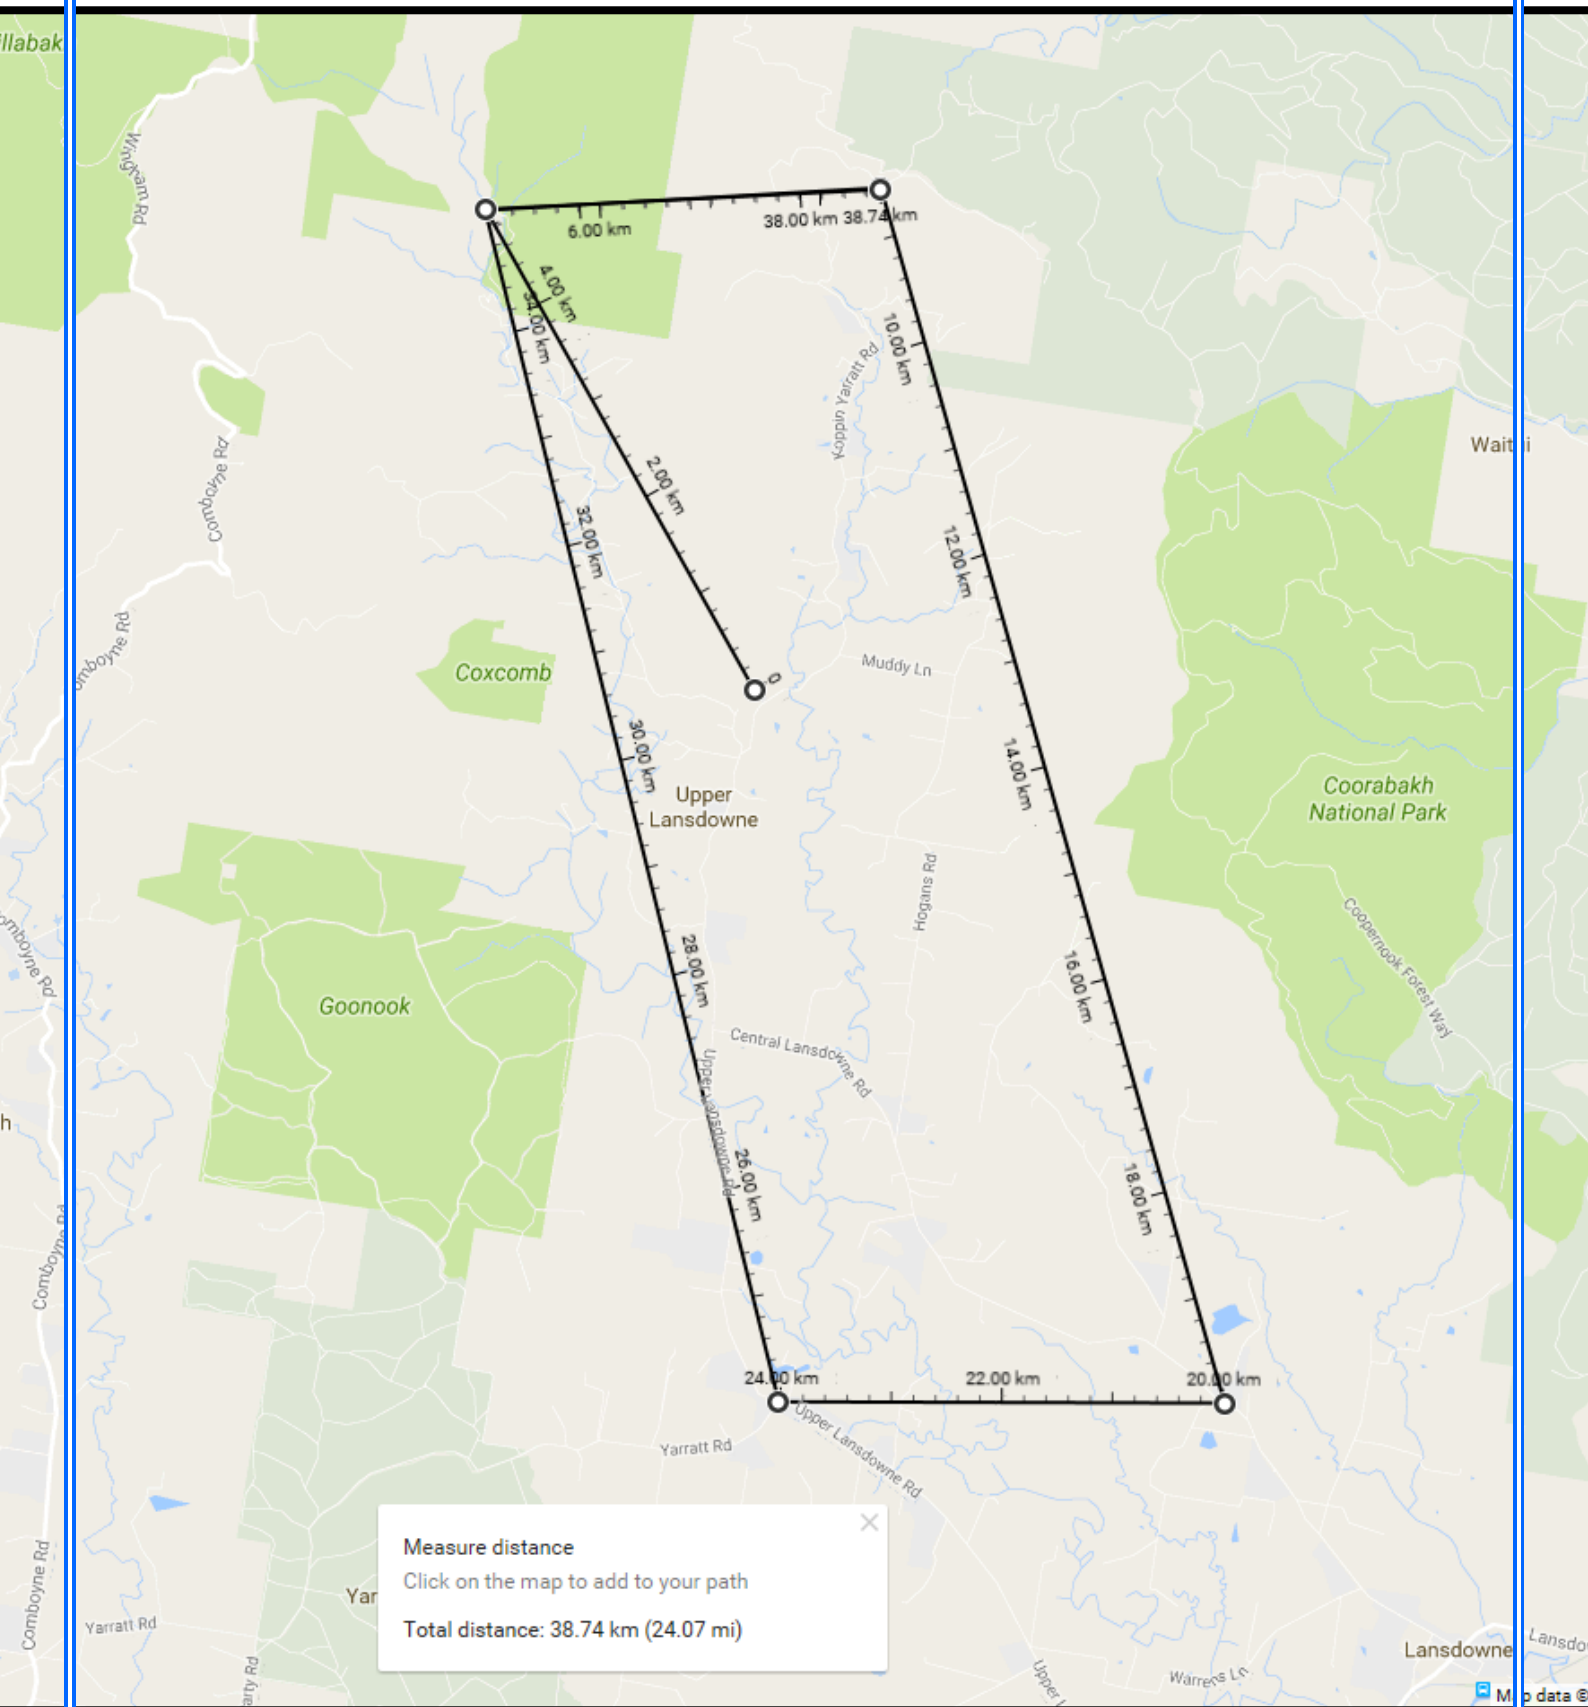 Wingham Rd
6.00 km
38.00 km
38.74 km
4.00 km
34.00 km
10.00 km
Koppin Yarratt Rd
Comboyne Rd
2.00 km
32.00 km
12.00 km
Coxcomb
Muddy Ln
0
30.00 km
14.00 km
Upper
Lansdowne
Coorabakh
National Park
Hogans Rd
28.00 km
16.00 km
Coopernook Forest Way
Goonook
Central Lansdowne Rd
Upper Lansdowne Rd
26.00 km
18.00 km
Comboyne Rd
24.00 km
22.00 km
20.00 km
Yarratt Rd
Upper Lansdowne Rd
Measure distance
Click on the map to add to your path
Total distance: 38.74 km (24.07 mi)
Comboyne Rd
Yarratt Rd
Lansdowne
Warrens Ln
Map data ©